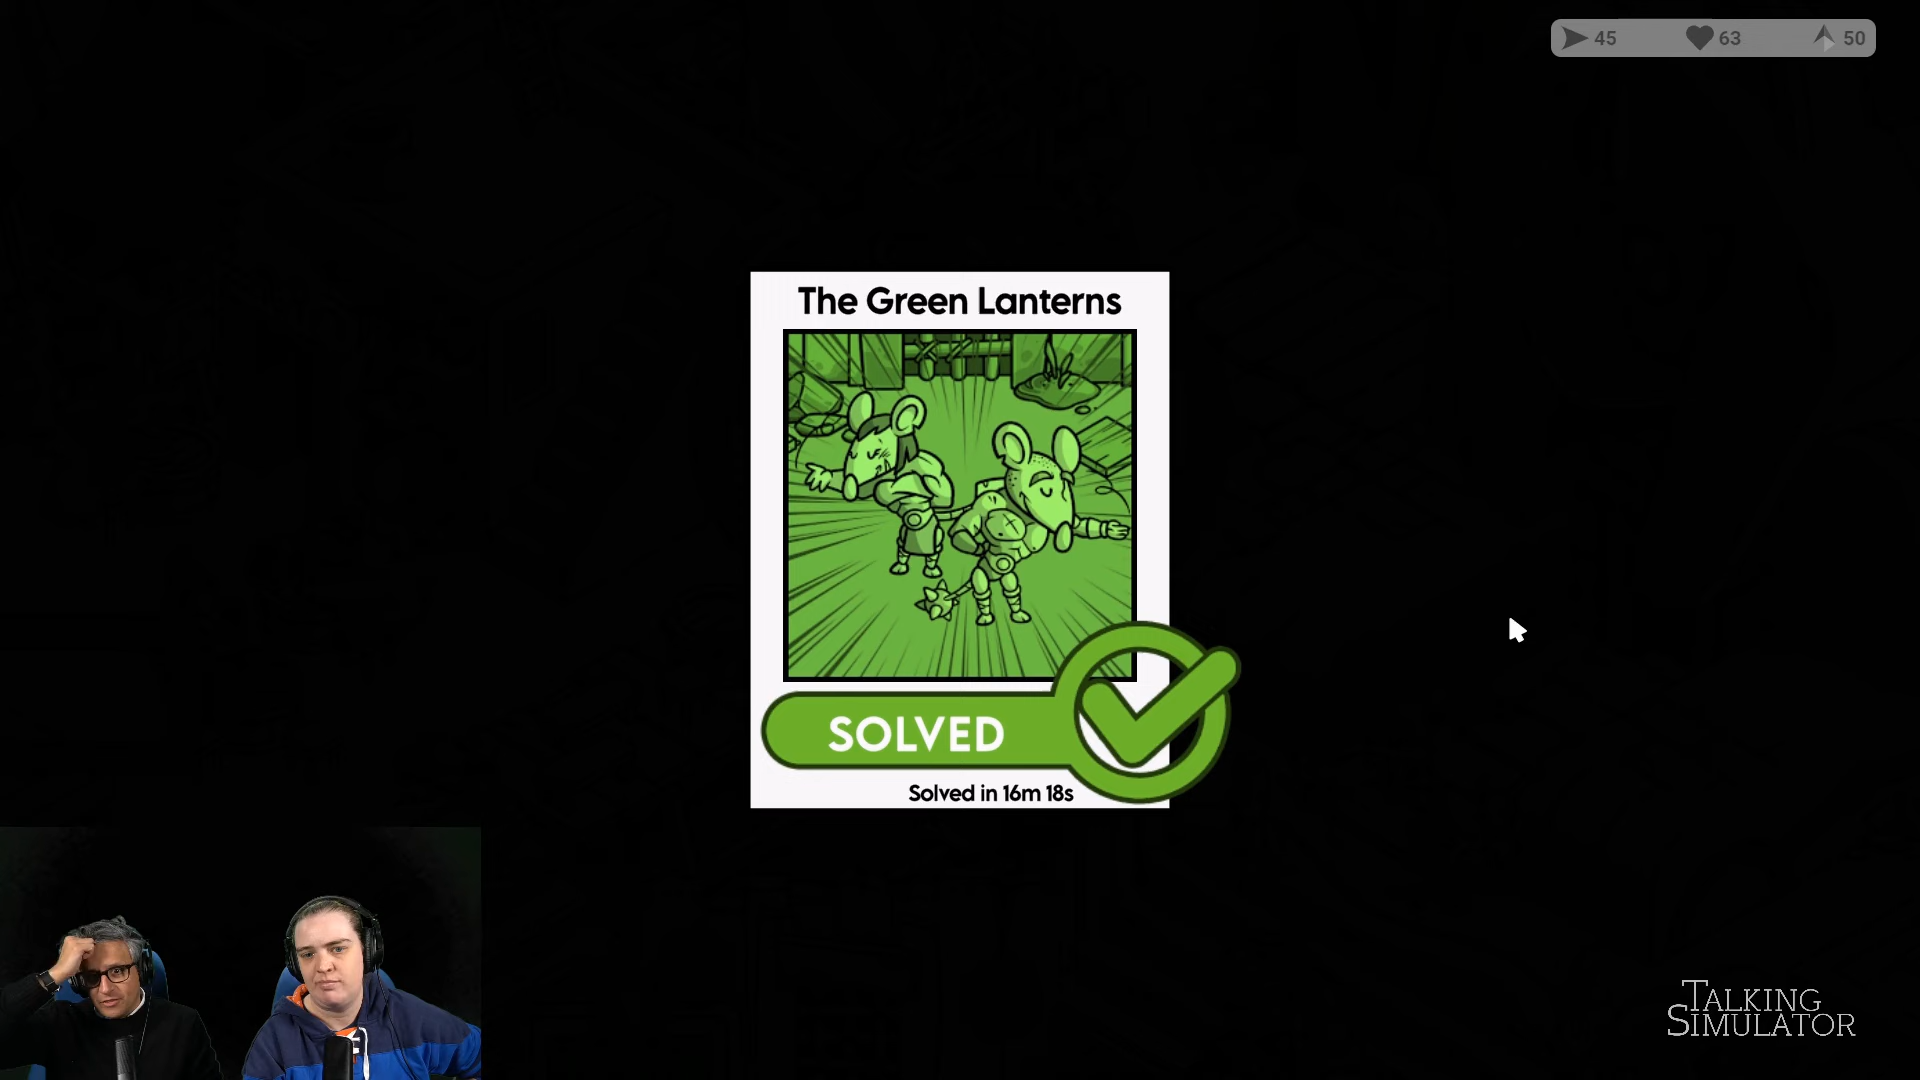 45 63 50
The Green Lanterns
SOLVED
Solved in 16m 18s
TALKING
SIMULATOR